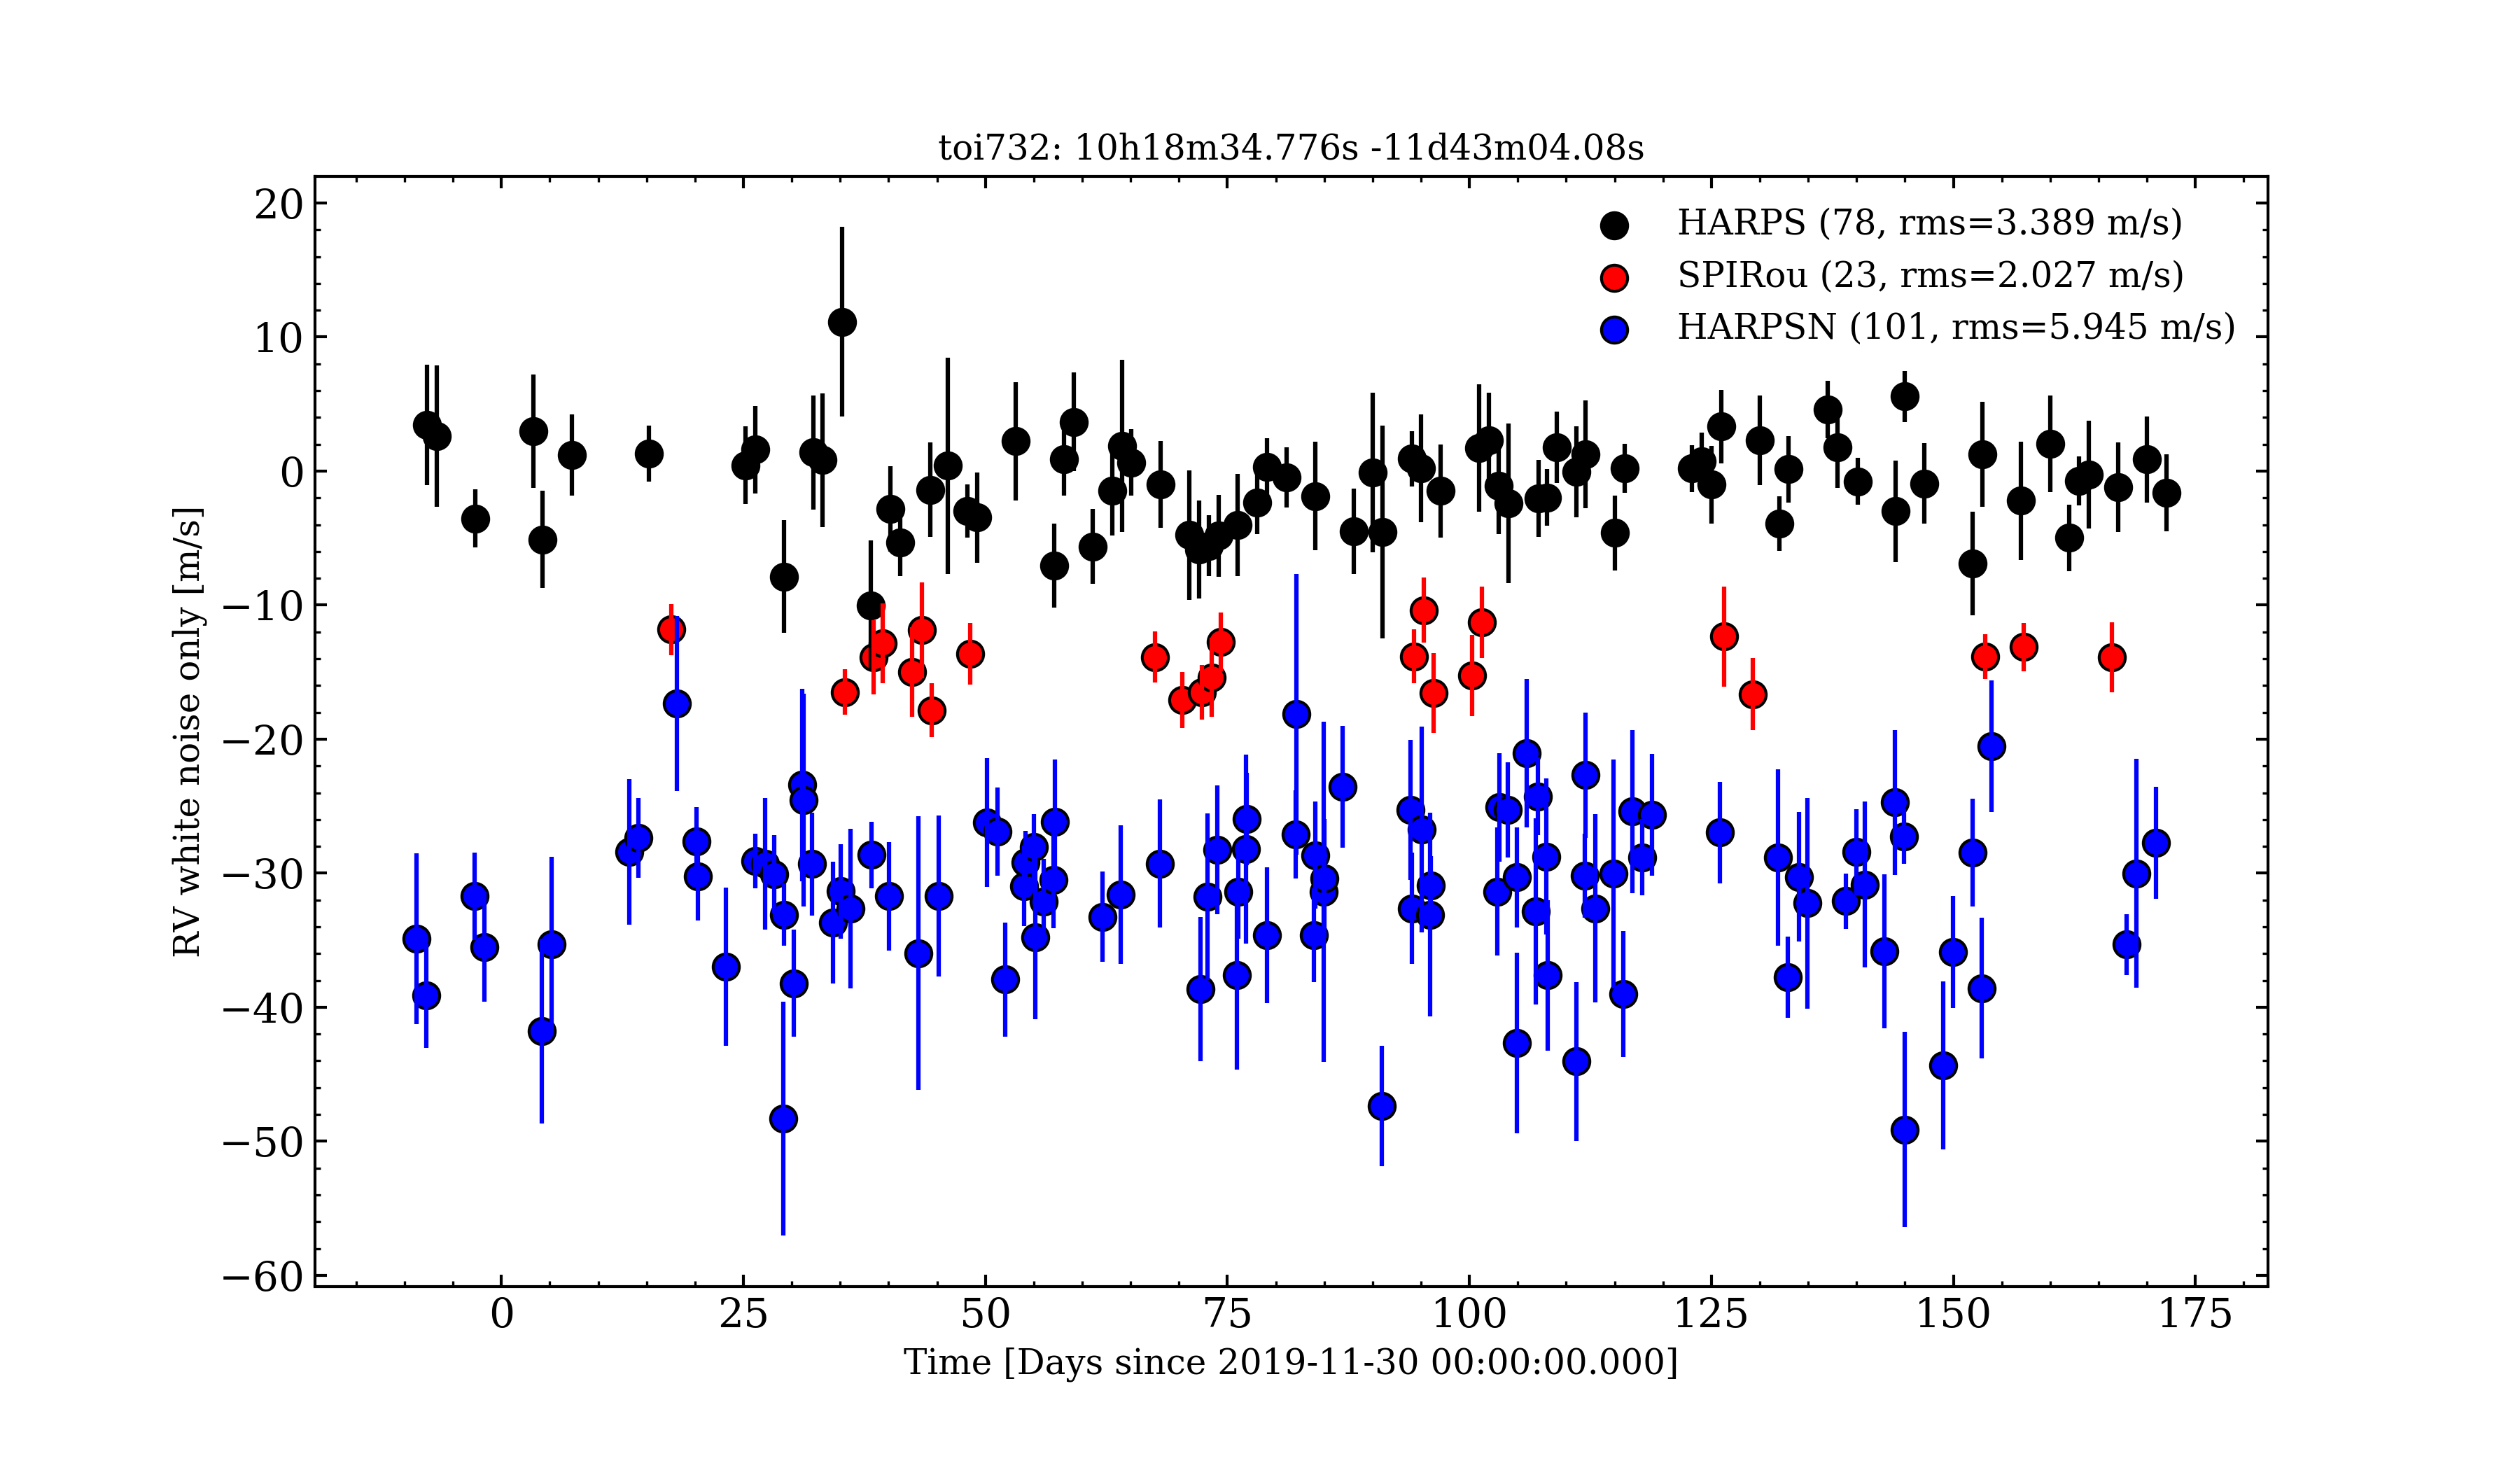 toi732: 10h18m34.776s -11d43m04.08s
HARPS (78, rms=3.389 m/s)
SPIRou (23, rms=2.027 m/s)
HARPSN (101, rms=5.945 m/s)
RV white noise only [m/s]
20
10
0
−10
−20
−30
−40
−50
−60
0 25 50 75 100 125 150 175
Time [Days since 2019-11-30 00:00:00.000]